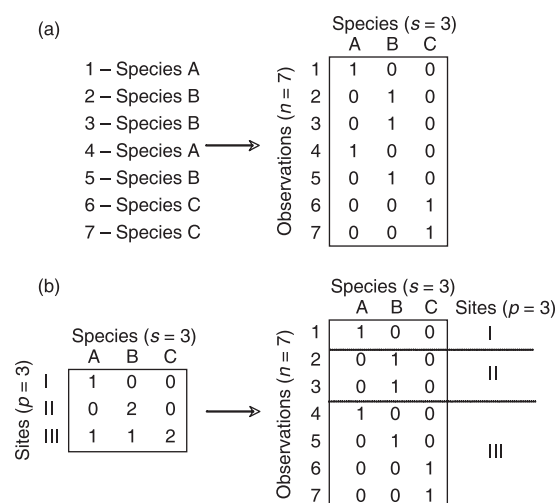 (a)
Species (s = 3)
A B C
1 – Species A
2 – Species B
3 – Species B
4 – Species A
5 – Species B
6 – Species C
7 – Species C
Observations (n = 7)
1 1 0 0
2 0 1 0
3 0 1 0
4 1 0 0
5 0 1 0
6 0 0 1
7 0 0 1
(b)
Species (s = 3)
A B C
Sites (p = 3)
I 1 0 0
II 0 2 0
III 1 1 2
Species (s = 3)
A B C
Sites (p = 3)
Observations (n = 7)
1 1 0 0 I
2 0 1 0
II
3 0 1 0
4 1 0 0
5 0 1 0
III
6 0 0 1
7 0 0 1